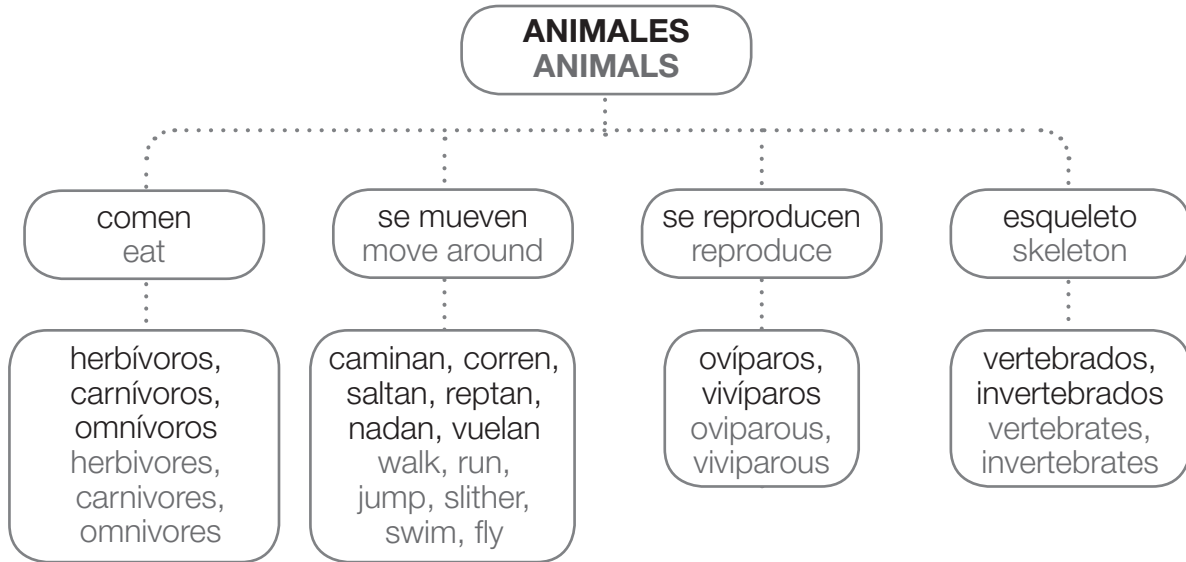 ANIMALES
ANIMALS
comen
eat
se mueven
move around
se reproducen
reproduce
esqueleto
skeleton
herbívoros,
carnívoros,
omnívoros
herbivores,
carnivores,
omnivores
caminan, corren,
saltan, reptan,
nadan, vuelan
walk, run,
jump, slither,
swim, fly
ovíparos,
vivíparos
oviparous,
viviparous
vertebrados,
invertebrados
vertebrates,
invertebrates